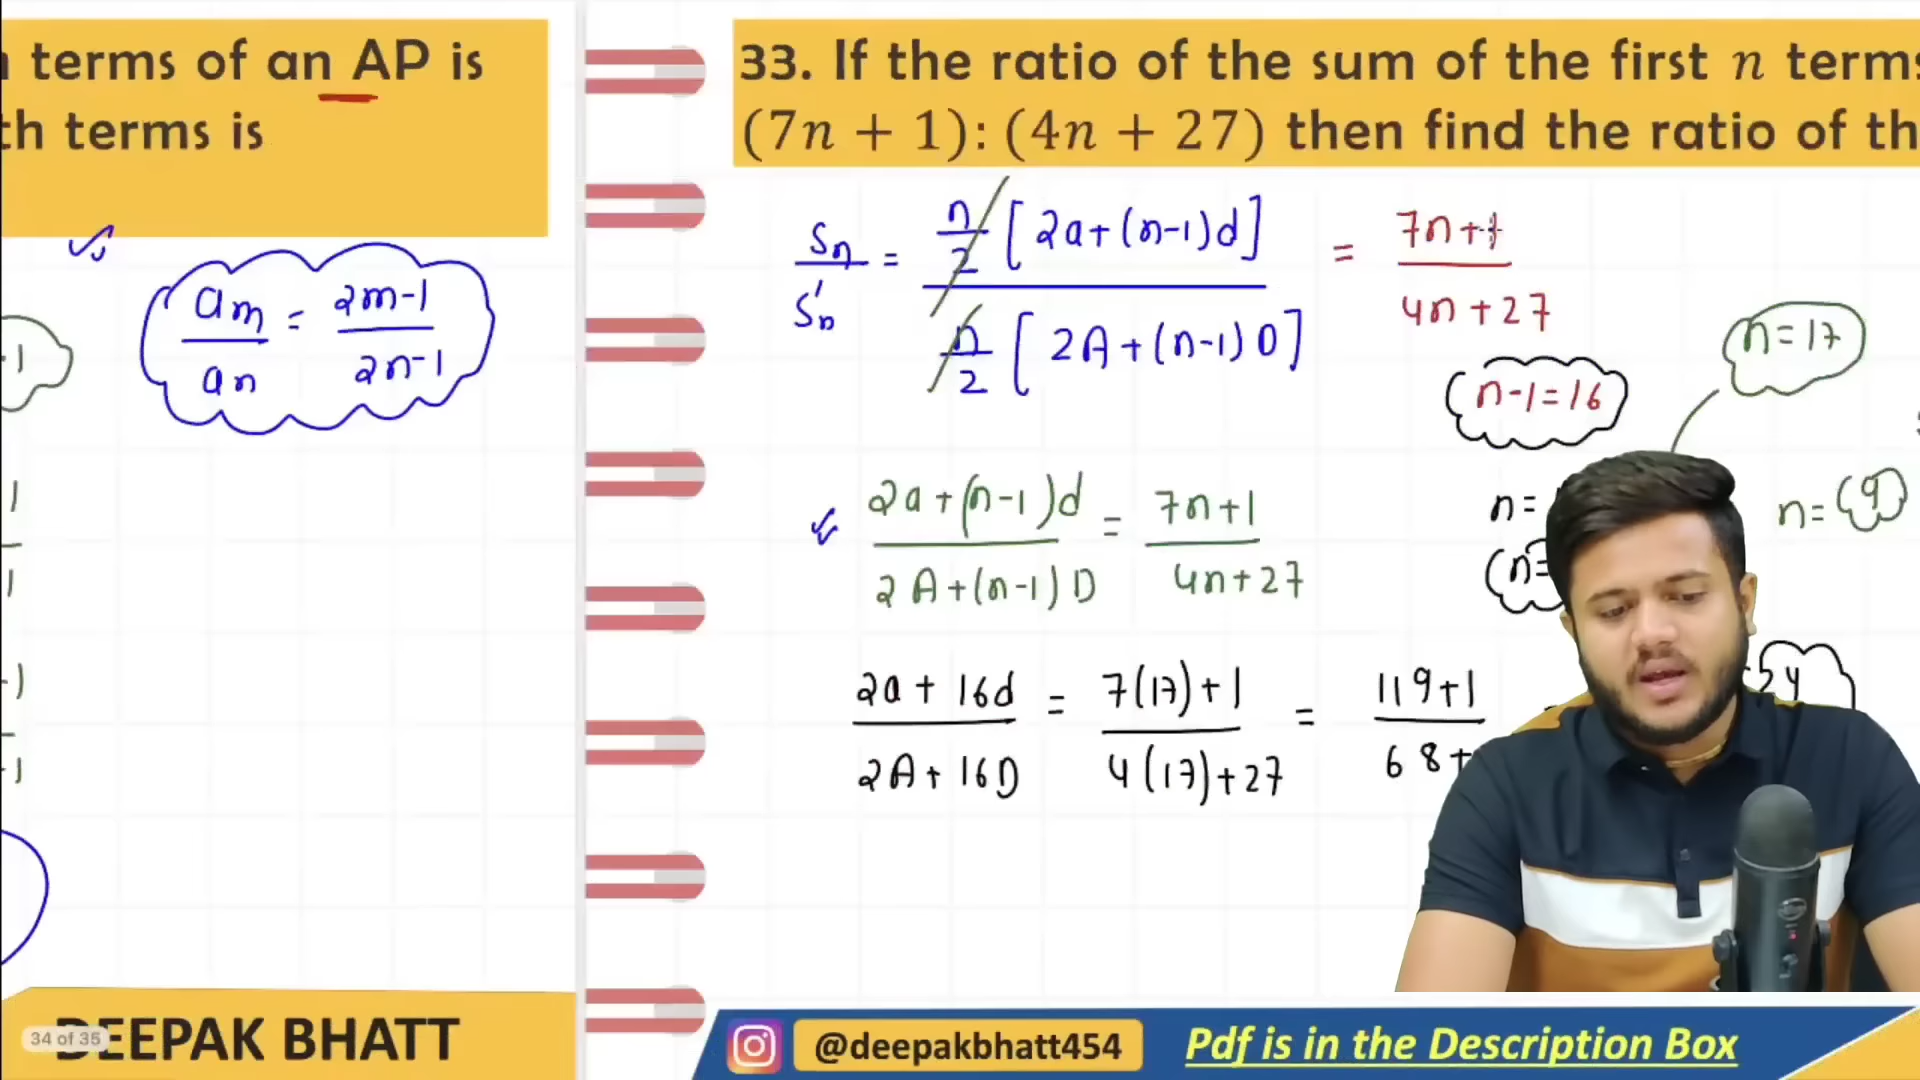 terms of an AP is
th terms is
am/an = 2m-1/2n-1
33. If the ratio of the sum of the first n terms
(7n + 1): (4n + 27) then find the ratio of th
Sn/S'n = n/2 [2a+(n-1)d] / n/2 [2A+(n-1)D] = 7n+1/4n+27
n=17
n-1=16
2a+(n-1)d/2A+(n-1)D = 7n+1/4n+27
n=
n=(9)
(n=
2a+16d/2A+16D = 7(17)+1/4(17)+27 = 119+1/68+
34 of 35
DEEPAK BHATT
@deepakbhatt454
Pdf is in the Description Box